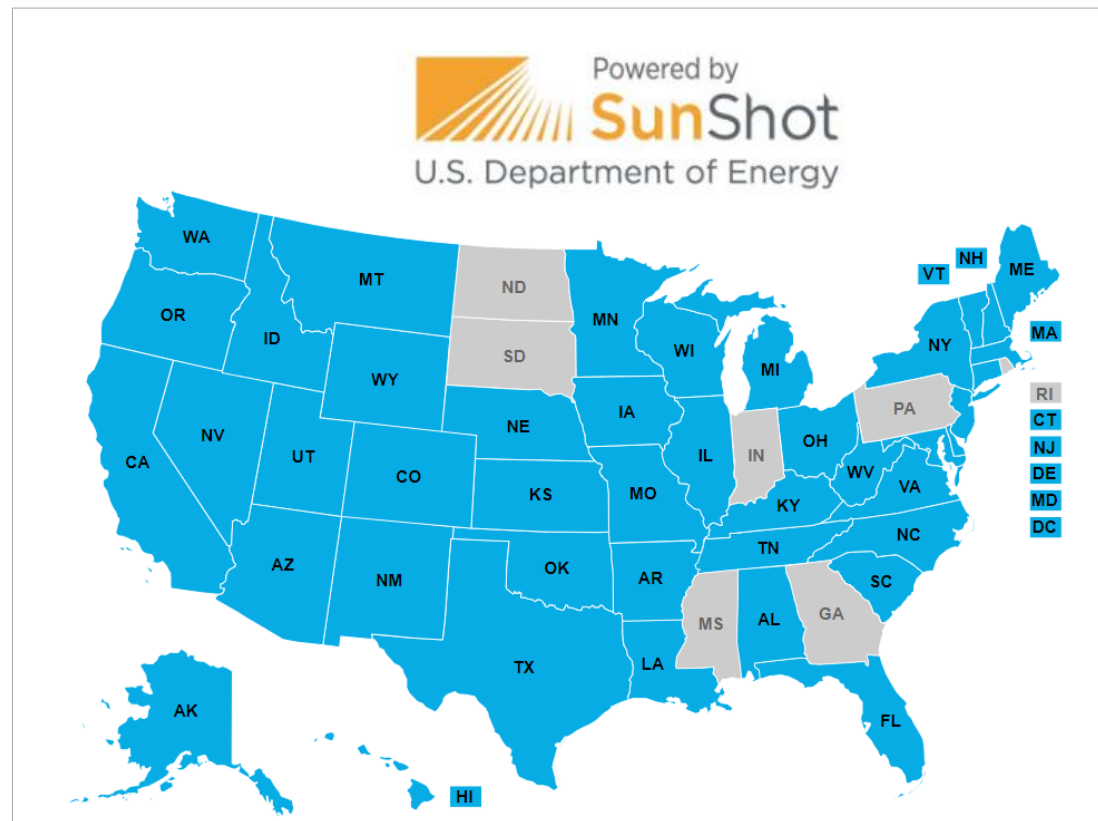 Powered by
SunShot
U.S. Department of Energy
WA
NH
VT
ME
MT
ND
OR
MN
MA
ID
NY
SD
WI
WY
MI
RI
PA
IA
CT
NE
NV
OH
NJ
UT
IL
IN
CA
CO
WV
DE
VA
KS
MO
MD
KY
DC
NC
TN
AZ
OK
NM
AR
SC
GA
AL
MS
LA
TX
AK
FL
HI